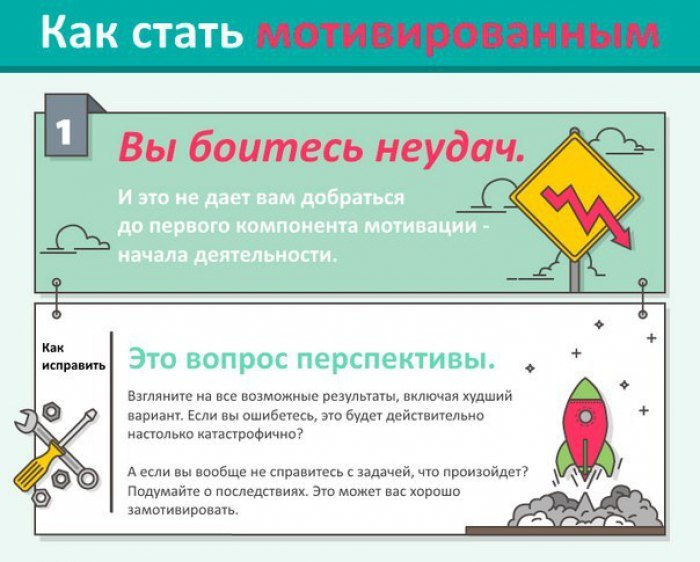 Как стать мотивированным
1
Вы боитесь неудач.
И это не дает вам добраться
до первого компонента мотивации -
начала деятельности.
Как
исправить
Это вопрос перспективы.
Взгляните на все возможные результаты, включая худший
вариант. Если вы ошибетесь, это будет действительно
настолько катастрофично?
А если вы вообще не справитесь с задачей, что произойдет?
Подумайте о последствиях. Это может вас хорошо
замотивировать.